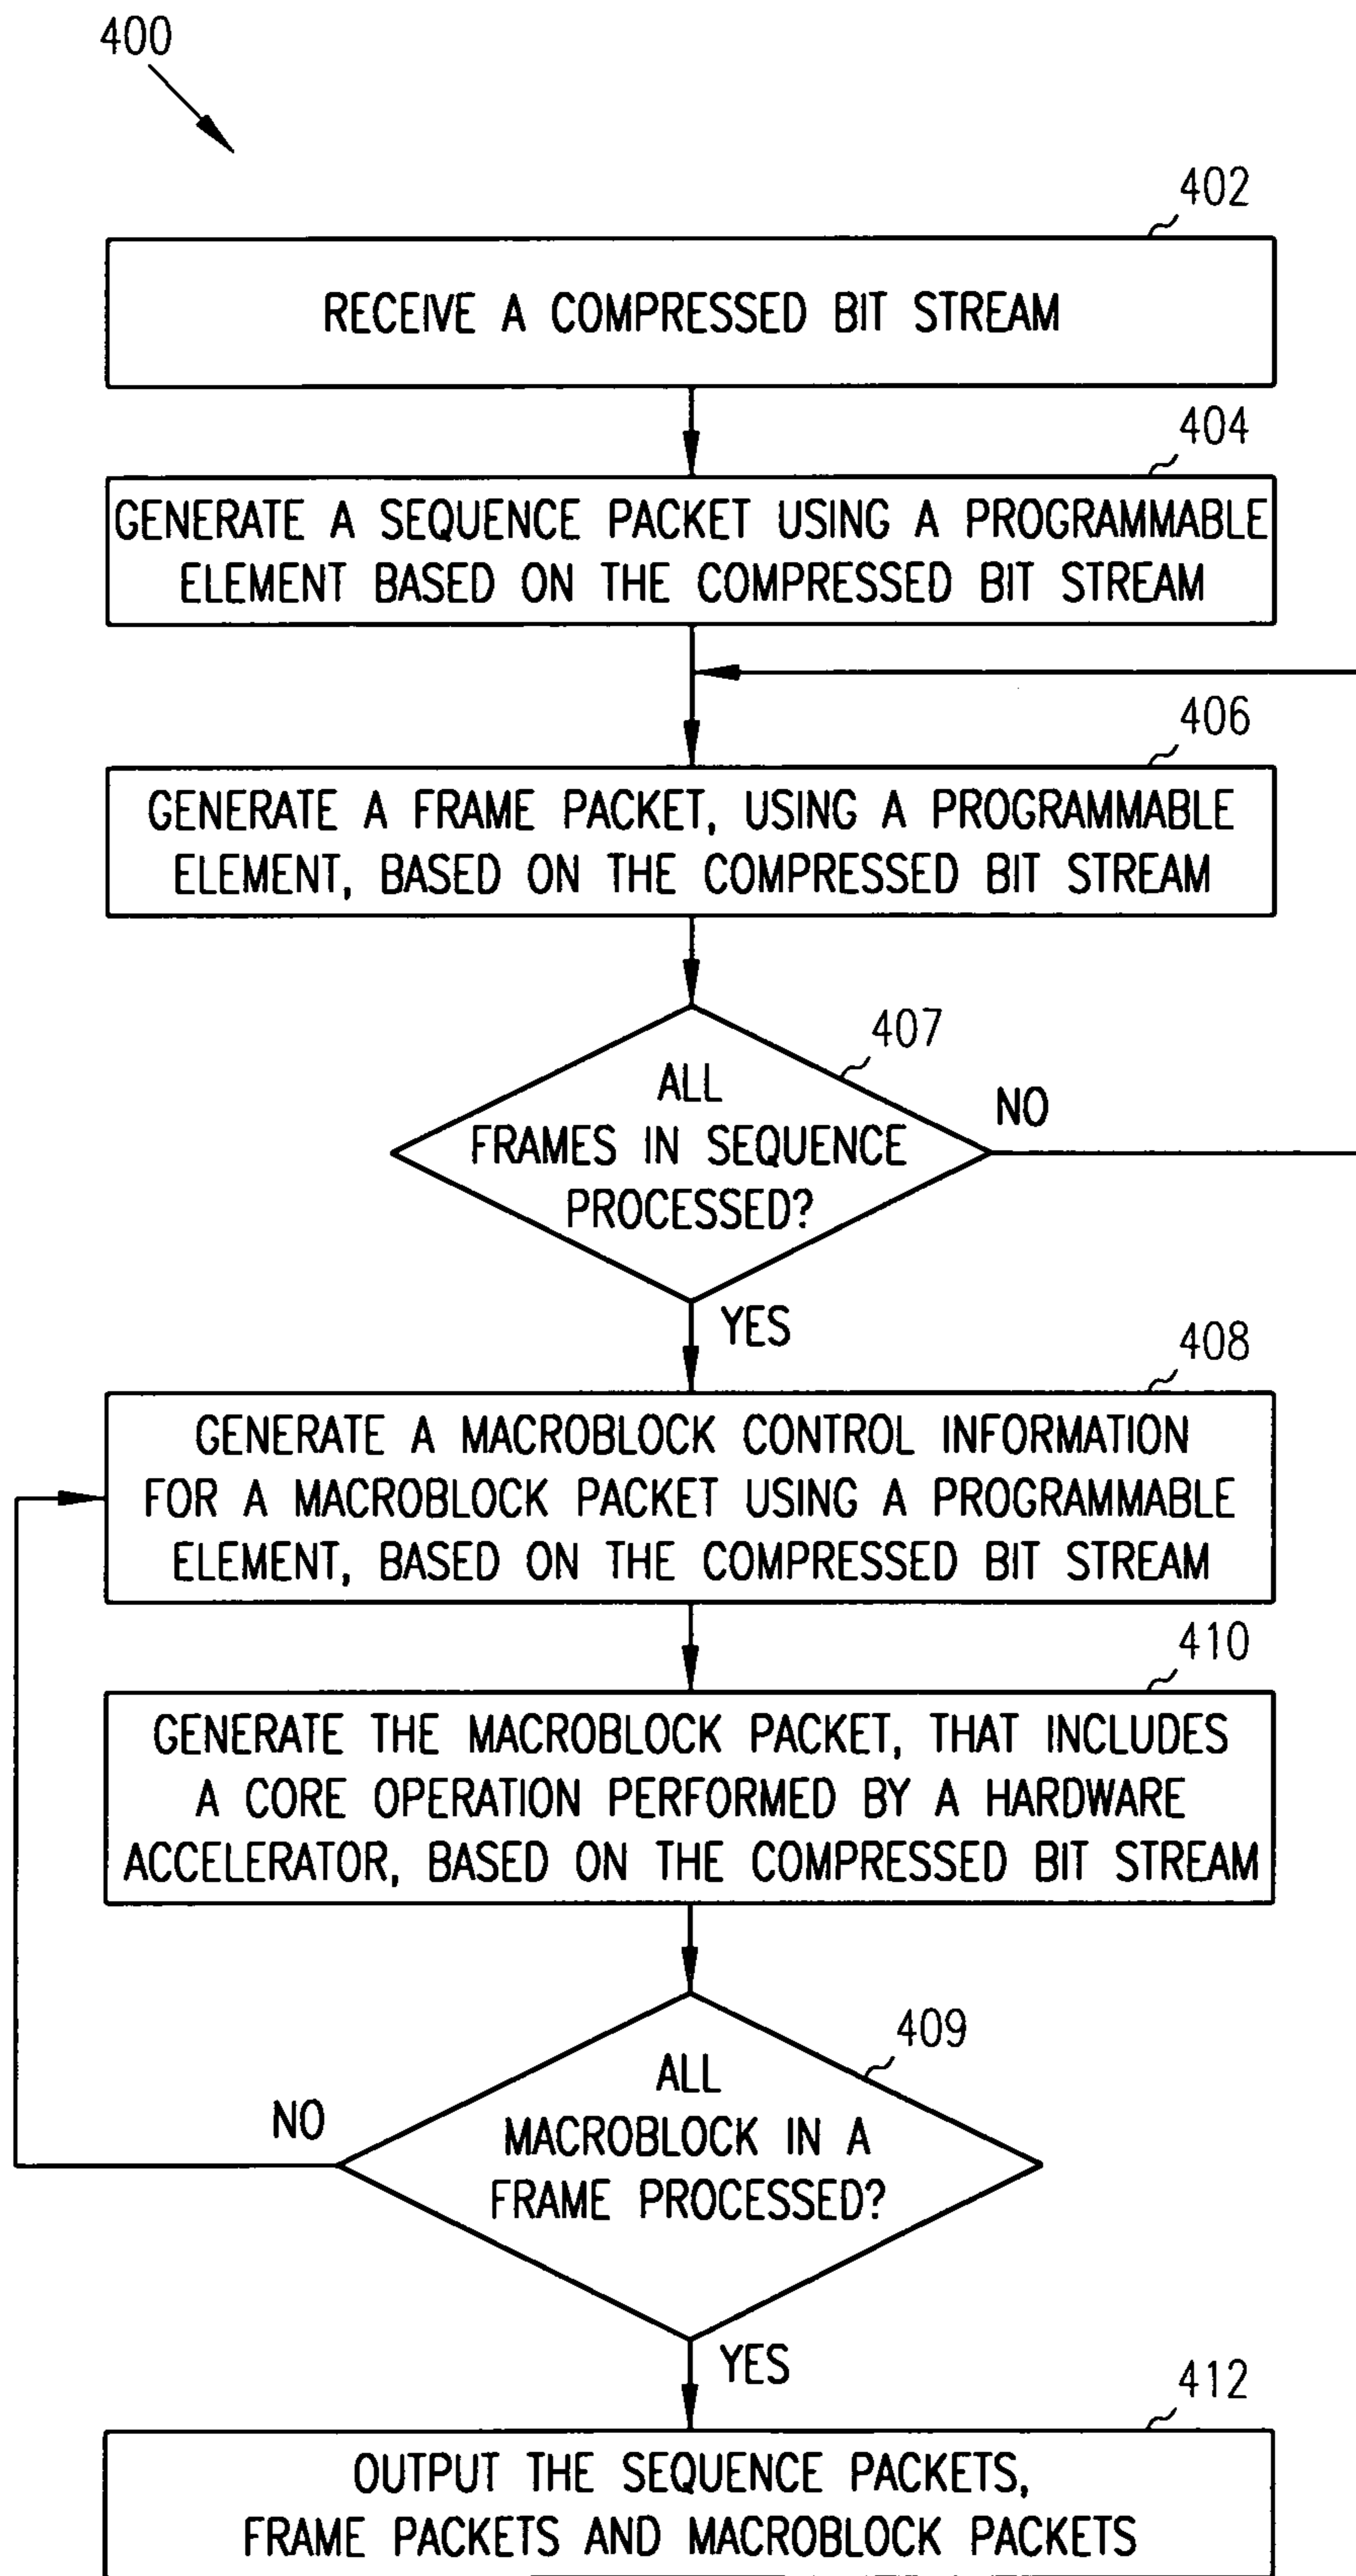 400
402
RECEIVE A COMPRESSED BIT STREAM
404
GENERATE A SEQUENCE PACKET USING A PROGRAMMABLE
ELEMENT BASED ON THE COMPRESSED BIT STREAM
406
GENERATE A FRAME PACKET, USING A PROGRAMMABLE
ELEMENT, BASED ON THE COMPRESSED BIT STREAM
407
ALL
FRAMES IN SEQUENCE
PROCESSED?
NO
YES
408
GENERATE A MACROBLOCK CONTROL INFORMATION
FOR A MACROBLOCK PACKET USING A PROGRAMMABLE
ELEMENT, BASED ON THE COMPRESSED BIT STREAM
410
GENERATE THE MACROBLOCK PACKET, THAT INCLUDES
A CORE OPERATION PERFORMED BY A HARDWARE
ACCELERATOR, BASED ON THE COMPRESSED BIT STREAM
409
ALL
MACROBLOCK IN A
FRAME PROCESSED?
NO
YES
412
OUTPUT THE SEQUENCE PACKETS,
FRAME PACKETS AND MACROBLOCK PACKETS